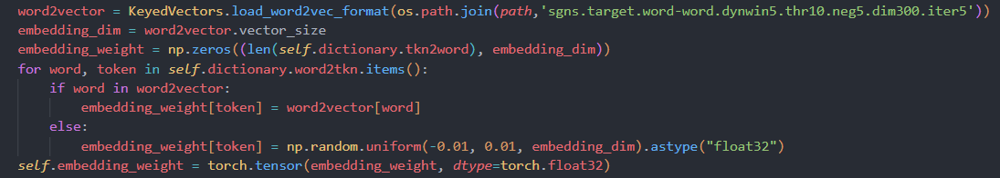 word2vector = KeyedVectors.load_word2vec_format(os.path.join(path,'sgns.target.word-word.dynwin5.thr10.neg5.dim300.iter5'))
embedding_dim = word2vector.vector_size
embedding_weight = np.zeros((len(self.dictionary.tkn2word), embedding_dim))
for word, token in self.dictionary.word2tkn.items():
    if word in word2vector:
        embedding_weight[token] = word2vector[word]
    else:
        embedding_weight[token] = np.random.uniform(-0.01, 0.01, embedding_dim).astype("float32")
self.embedding_weight = torch.tensor(embedding_weight, dtype=torch.float32)